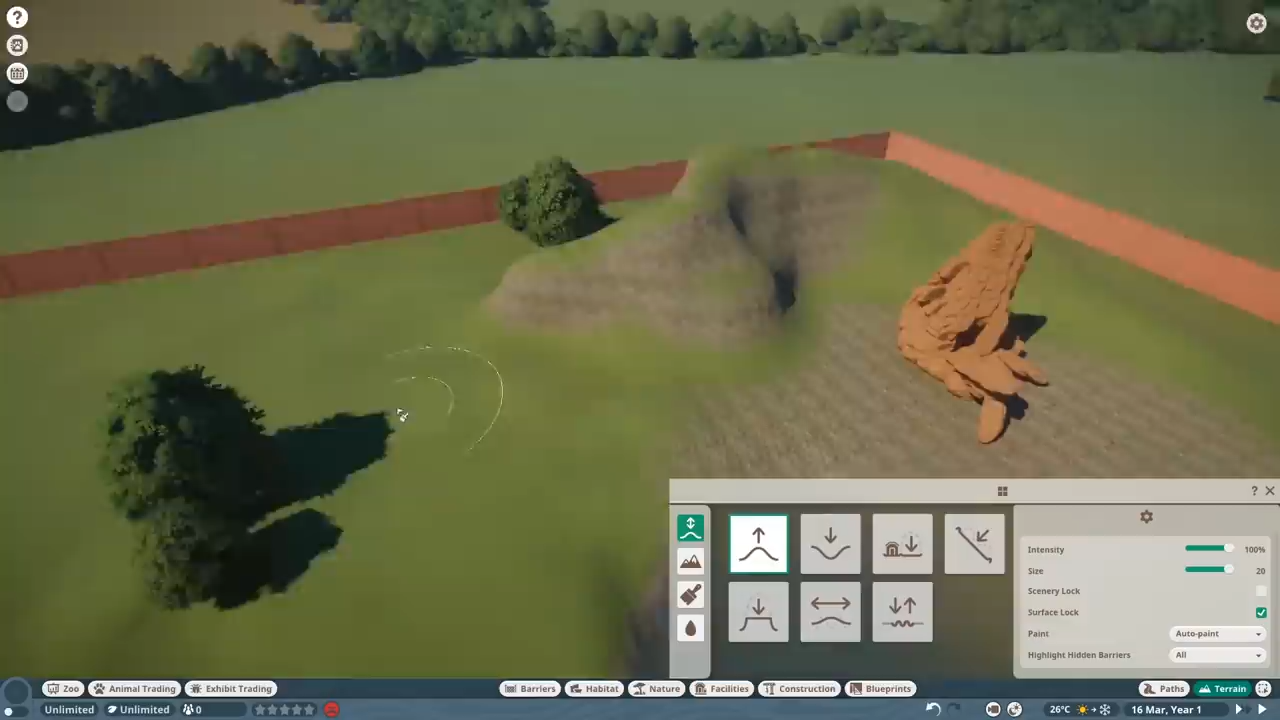 ?
?
Intensity 100%
Size 20
Scenery Lock
Surface Lock
Paint Auto-paint
Highlight Hidden Barriers All
Zoo Animal Trading Exhibit Trading Barriers Habitat Nature Facilities Construction Blueprints Paths Terrain
Unlimited Unlimited 0 26°C 16 Mar, Year 1